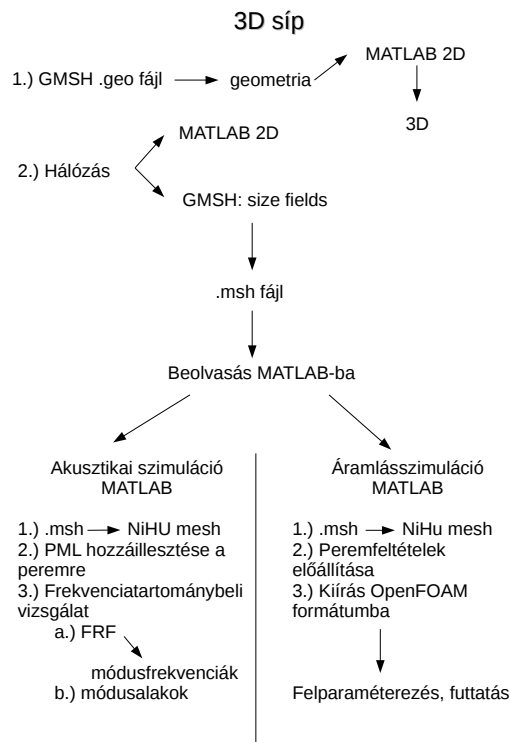 3D síp
1.) GMSH .geo fájl
geometria
MATLAB 2D
3D
2.) Hálózás
MATLAB 2D
GMSH: size fields
.msh fájl
Beolvasás MATLAB-ba
Akusztikai szimuláció
MATLAB
1.) .msh NiHU mesh
2.) PML hozzáillesztése a
peremre
3.) Frekvenciatartománybeli
vizsgálat
a.) FRF
módusfrekvenciák
b.) módusalakok
Áramlásszimuláció
MATLAB
1.) .msh NiHu mesh
2.) Peremfeltételek
előállítása
3.) Kiírás OpenFOAM
formátumba
Felparaméterezés, futtatás